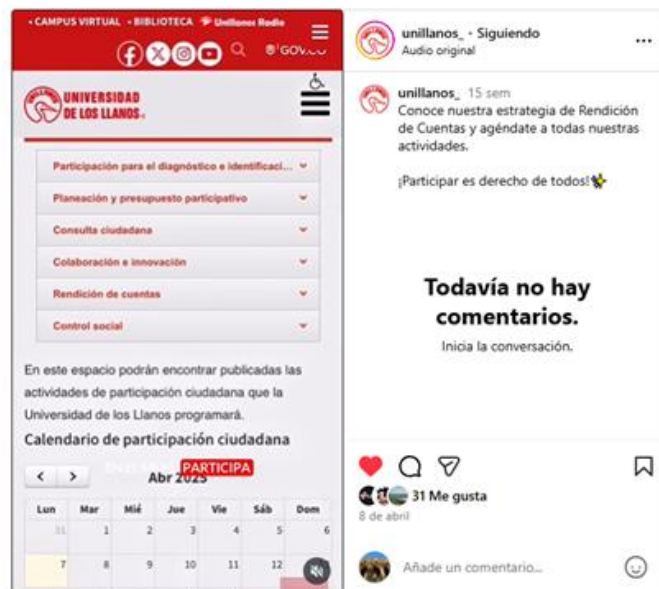 • CAMPUS VIRTUAL • BIBLIOTECA Unillanos Radio
GOV.CO
UNIVERSIDAD
DE LOS LLANOS
Participación para el diagnóstico e identificaci...
Planeación y presupuesto participativo
Consulta ciudadana
Colaboración e innovación
Rendición de cuentas
Control social
En este espacio podrán encontrar publicadas las
actividades de participación ciudadana que la
Universidad de los Llanos programará.
Calendario de participación ciudadana
PARTICIPA
< > Abr 2025
Lun Mar Mié Jue Vie Sáb Dom
31 1 2 3 4 5 6
7 8 9 10 11 12
unillanos_ • Siguiendo
Audio original
unillanos_ 15 sem
Conoce nuestra estrategia de Rendición
de Cuentas y agéndate a todas nuestras
actividades.
¡Participar es derecho de todos!
Todavía no hay
comentarios.
Inicia la conversación.
31 Me gusta
8 de abril
Añade un comentario...